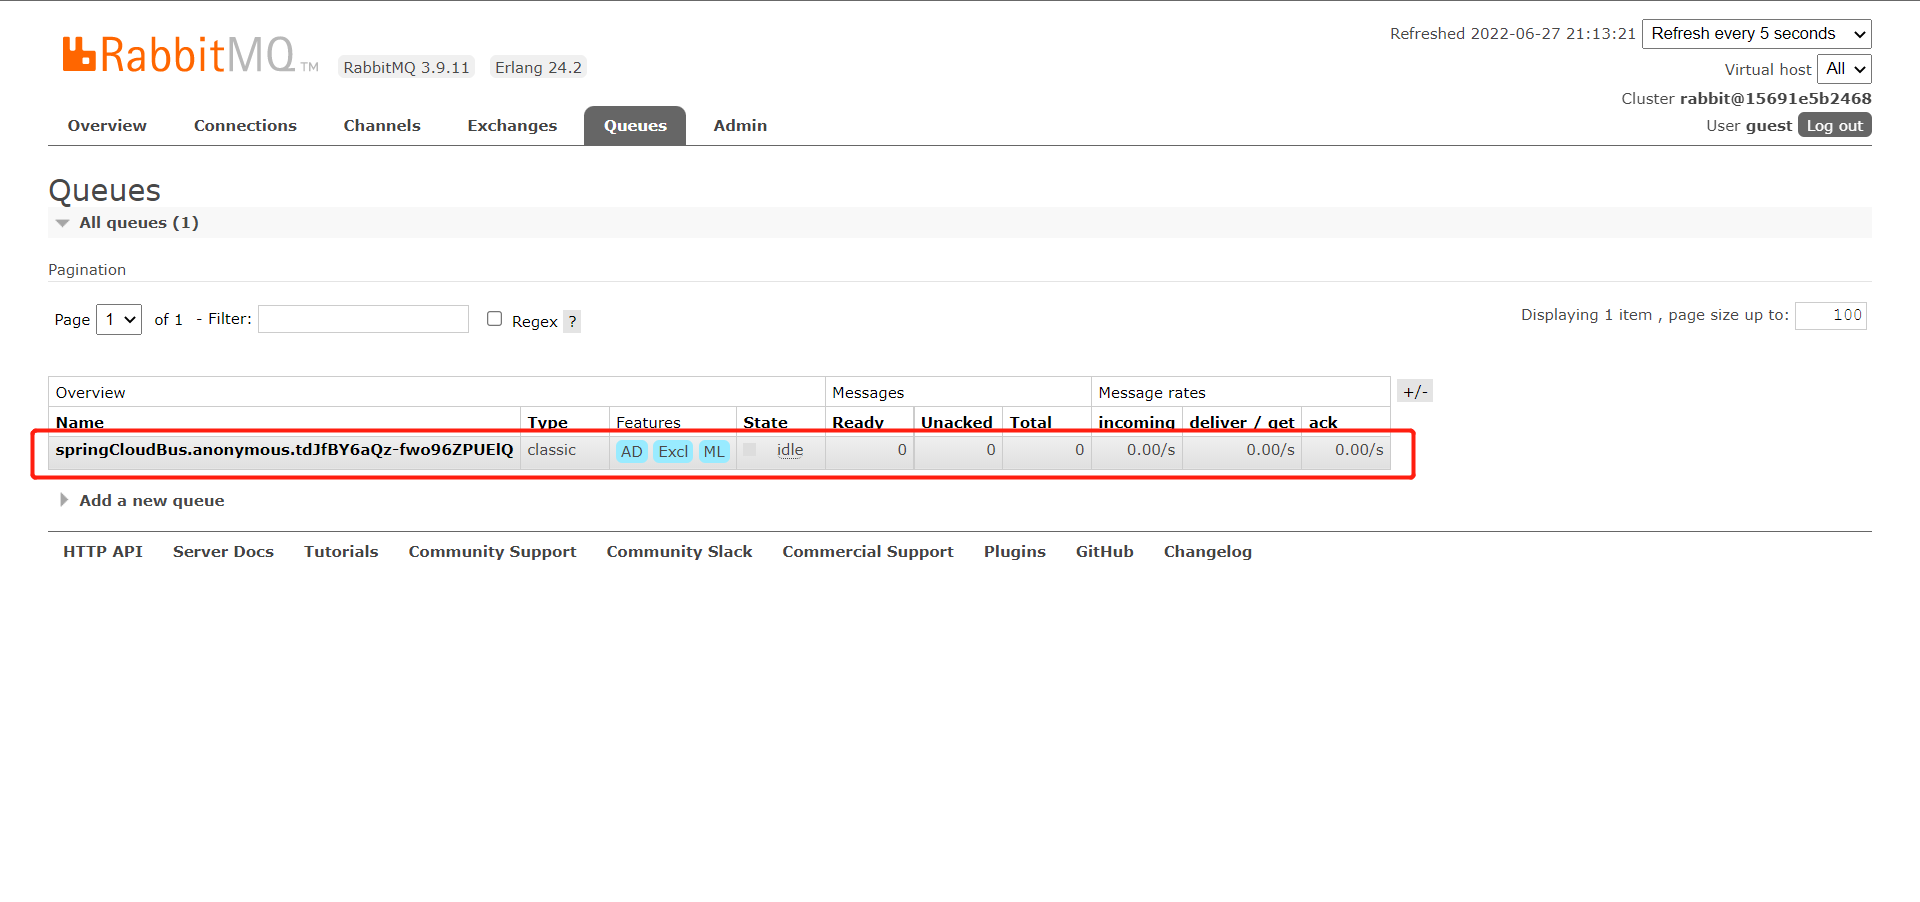 RabbitMQ TM RabbitMQ 3.9.11 Erlang 24.2
Refreshed 2022-06-27 21:13:21 Refresh every 5 seconds
Virtual host All
Cluster rabbit@15691e5b2468
User guest Log out
Overview Connections Channels Exchanges Queues Admin
Queues
All queues (1)
Pagination
Page 1 of 1 - Filter: Regex ?
Displaying 1 item , page size up to: 100
Overview Messages Message rates +/-
Name Type Features State Ready Unacked Total incoming deliver / get ack
springCloudBus.anonymous.tdJfBY6aQz-fwo96ZPUElQ classic AD Excl ML idle 0 0 0 0.00/s 0.00/s 0.00/s
Add a new queue
HTTP API Server Docs Tutorials Community Support Community Slack Commercial Support Plugins GitHub Changelog